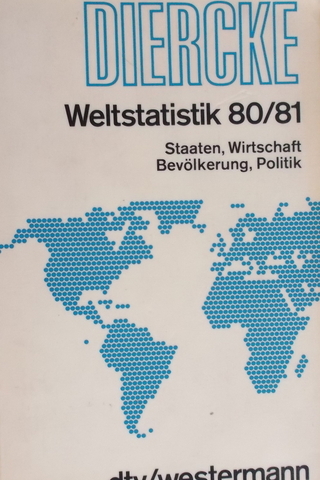 DIERCKE
Weltstatistik 80/81
Staaten, Wirtschaft
Bevölkerung, Politik
dtv/westermann